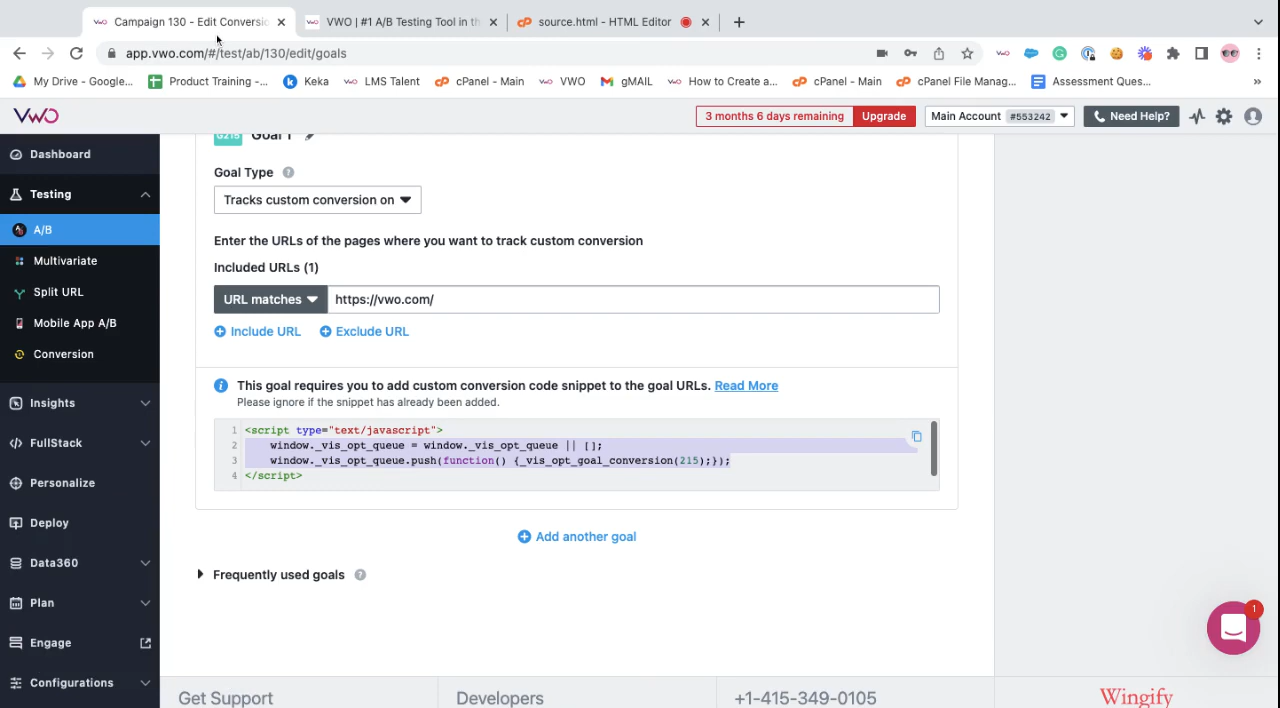 Campaign 130 - Edit Conversio
VWO | #1 A/B Testing Tool in th
source.html - HTML Editor
app.vwo.com/#/test/ab/130/edit/goals
My Drive - Google...
Product Training -...
Keka
LMS Talent
cPanel - Main
VWO
gMAIL
How to Create a...
cPanel - Main
cPanel File Manag...
Assessment Ques...
»
VWO
3 months 6 days remaining
Upgrade
Main Account #553242
Need Help?
Dashboard
Testing
A/B
Multivariate
Split URL
Mobile App A/B
Conversion
Insights
FullStack
Personalize
Deploy
Data360
Plan
Engage
Configurations
G215 Goal 1
Goal Type
Tracks custom conversion on
Enter the URLs of the pages where you want to track custom conversion
Included URLs (1)
URL matches
https://vwo.com/
Include URL
Exclude URL
This goal requires you to add custom conversion code snippet to the goal URLs. Read More
Please ignore if the snippet has already been added.
1 <script type="text/javascript">
2 window._vis_opt_queue = window._vis_opt_queue || [];
3 window._vis_opt_queue.push(function() {_vis_opt_goal_conversion(215);});
4 </script>
Add another goal
Frequently used goals
1
Get Support
Developers
+1-415-349-0105
Wingify